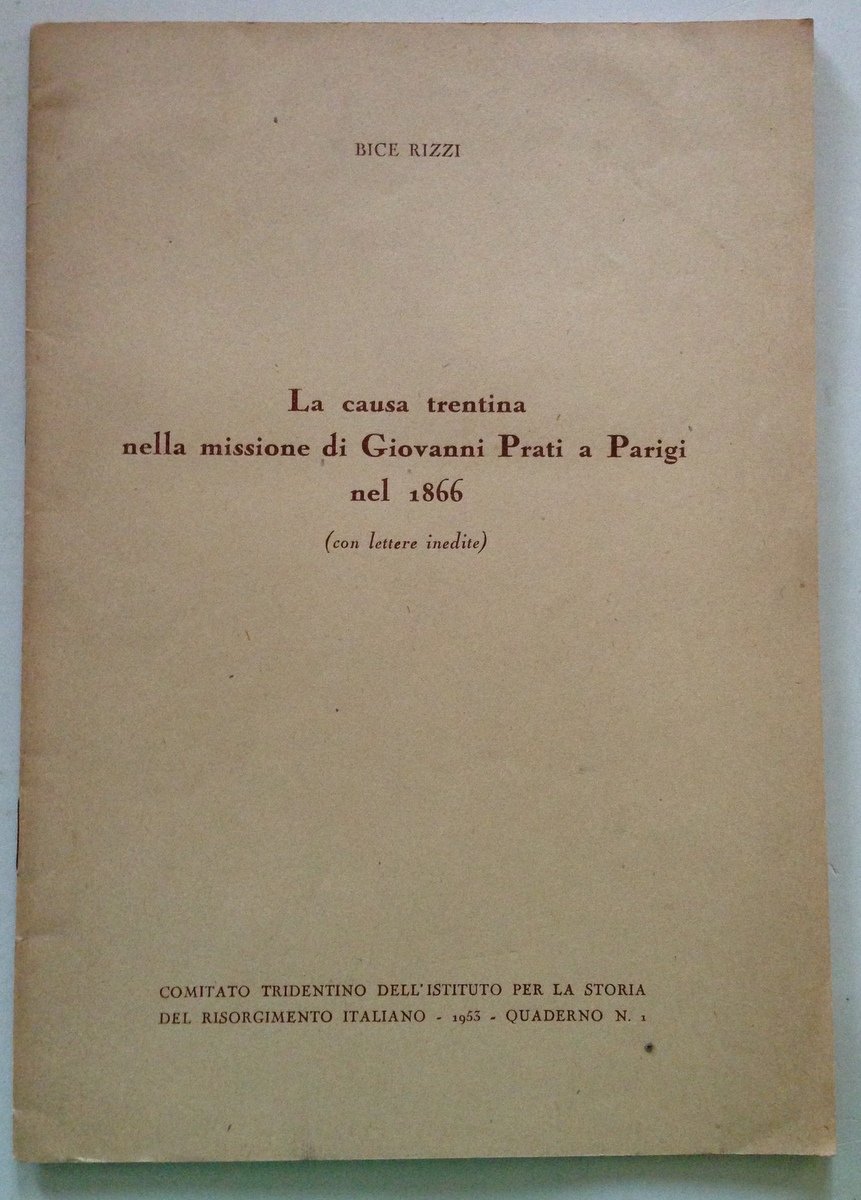 BICE RIZZI
La causa trentina
nella missione di Giovanni Prati a Parigi
nel 1866
(con lettere inedite)
COMITATO TRIDENTINO DELL'ISTITUTO PER LA STORIA
DEL RISORGIMENTO ITALIANO - 1953 - QUADERNO N. 1